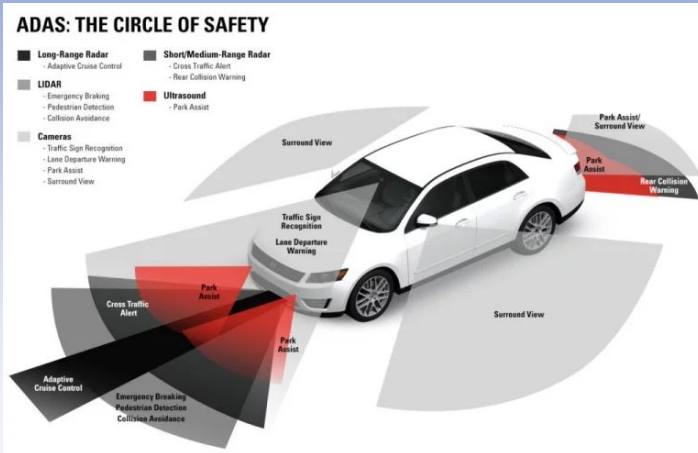 ADAS: THE CIRCLE OF SAFETY
Long-Range Radar
- Adaptive Cruise Control
LIDAR
- Emergency Braking
- Pedestrian Detection
- Collision Avoidance
Cameras
- Traffic Sign Recognition
- Lane Departure Warning
- Park Assist
- Surround View
Short/Medium-Range Radar
- Cross Traffic Alert
- Rear Collision Warning
Ultrasound
- Park Assist
Surround View
Park Assist/
Surround View
Park
Assist
Rear Collision
Warning
Traffic Sign
Recognition
Lane Departure
Warning
Park
Assist
Cross Traffic
Alert
Surround View
Park
Assist
Adaptive
Cruise Control
Emergency Braking
Pedestrian Detection
Collision Avoidance